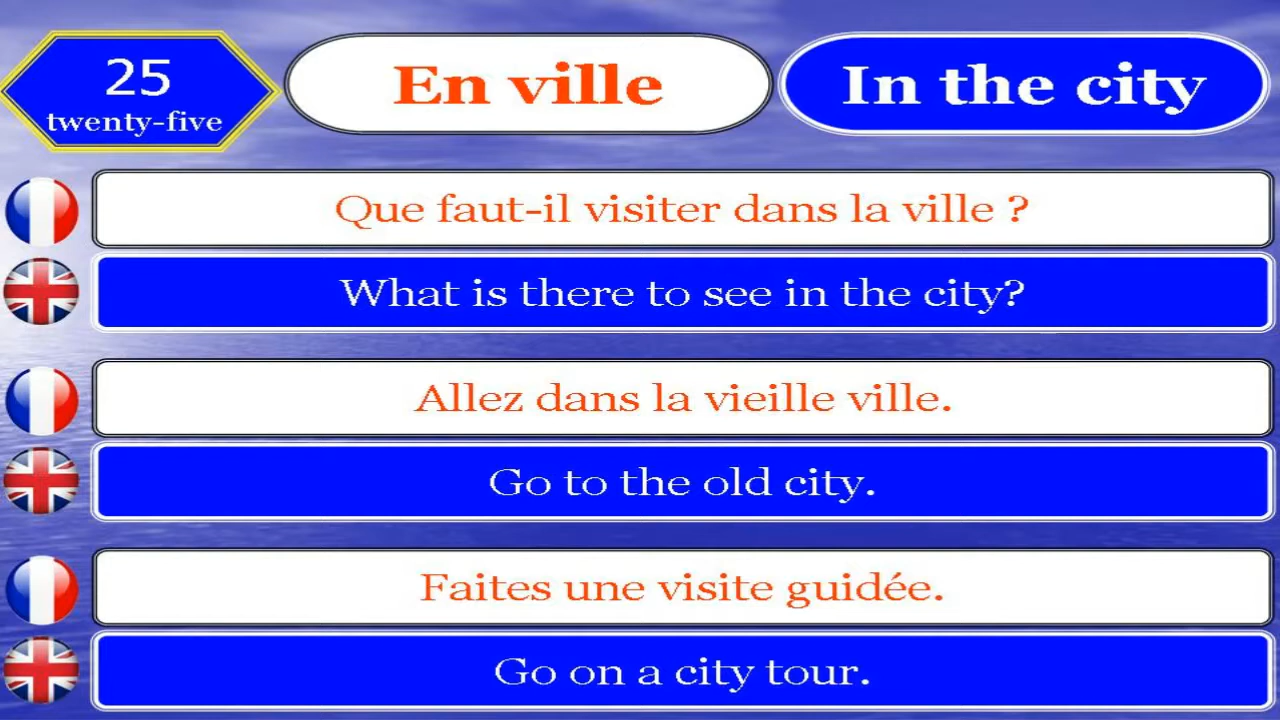 25
twenty-five
En ville
In the city
Que faut-il visiter dans la ville ?
What is there to see in the city?
Allez dans la vieille ville.
Go to the old city.
Faites une visite guidée.
Go on a city tour.